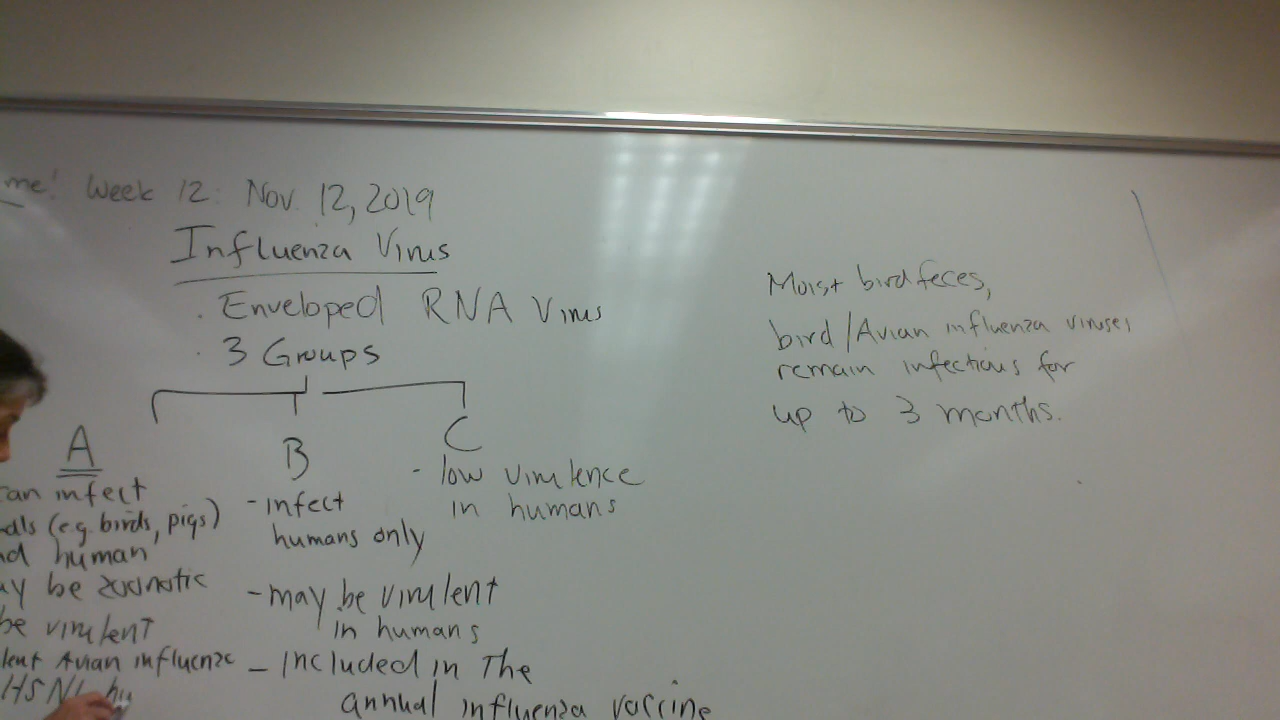 me! Week 12: Nov. 12, 2019
Influenza Virus
. Enveloped RNA Virus
. 3 Groups
A
an infect
als (e.g. birds, pigs)
nd human
ay be zoonotic
be virulent
lent Avian influenza
H5N1
B
- infect
humans only
- may be virulent
in humans
- Included in The
annual influenza vaccine
C
- low virulence
in humans
Moist bird feces,
bird/Avian influenza viruses
remain infectious for
up to 3 months.